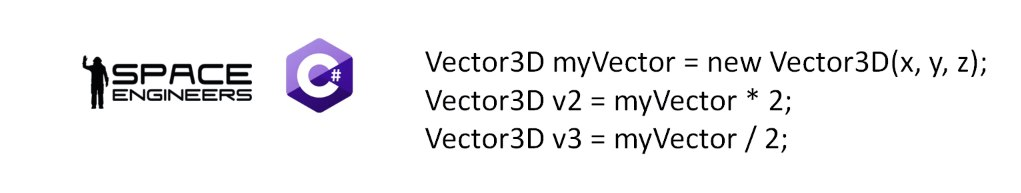 SPACE
ENGINEERS
C#
Vector3D myVector = new Vector3D(x, y, z);
Vector3D v2 = myVector * 2;
Vector3D v3 = myVector / 2;